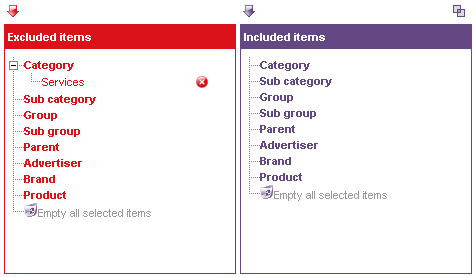 Excluded items
Category
Services
Sub category
Group
Sub group
Parent
Advertiser
Brand
Product
Empty all selected items
Included items
Category
Sub category
Group
Sub group
Parent
Advertiser
Brand
Product
Empty all selected items